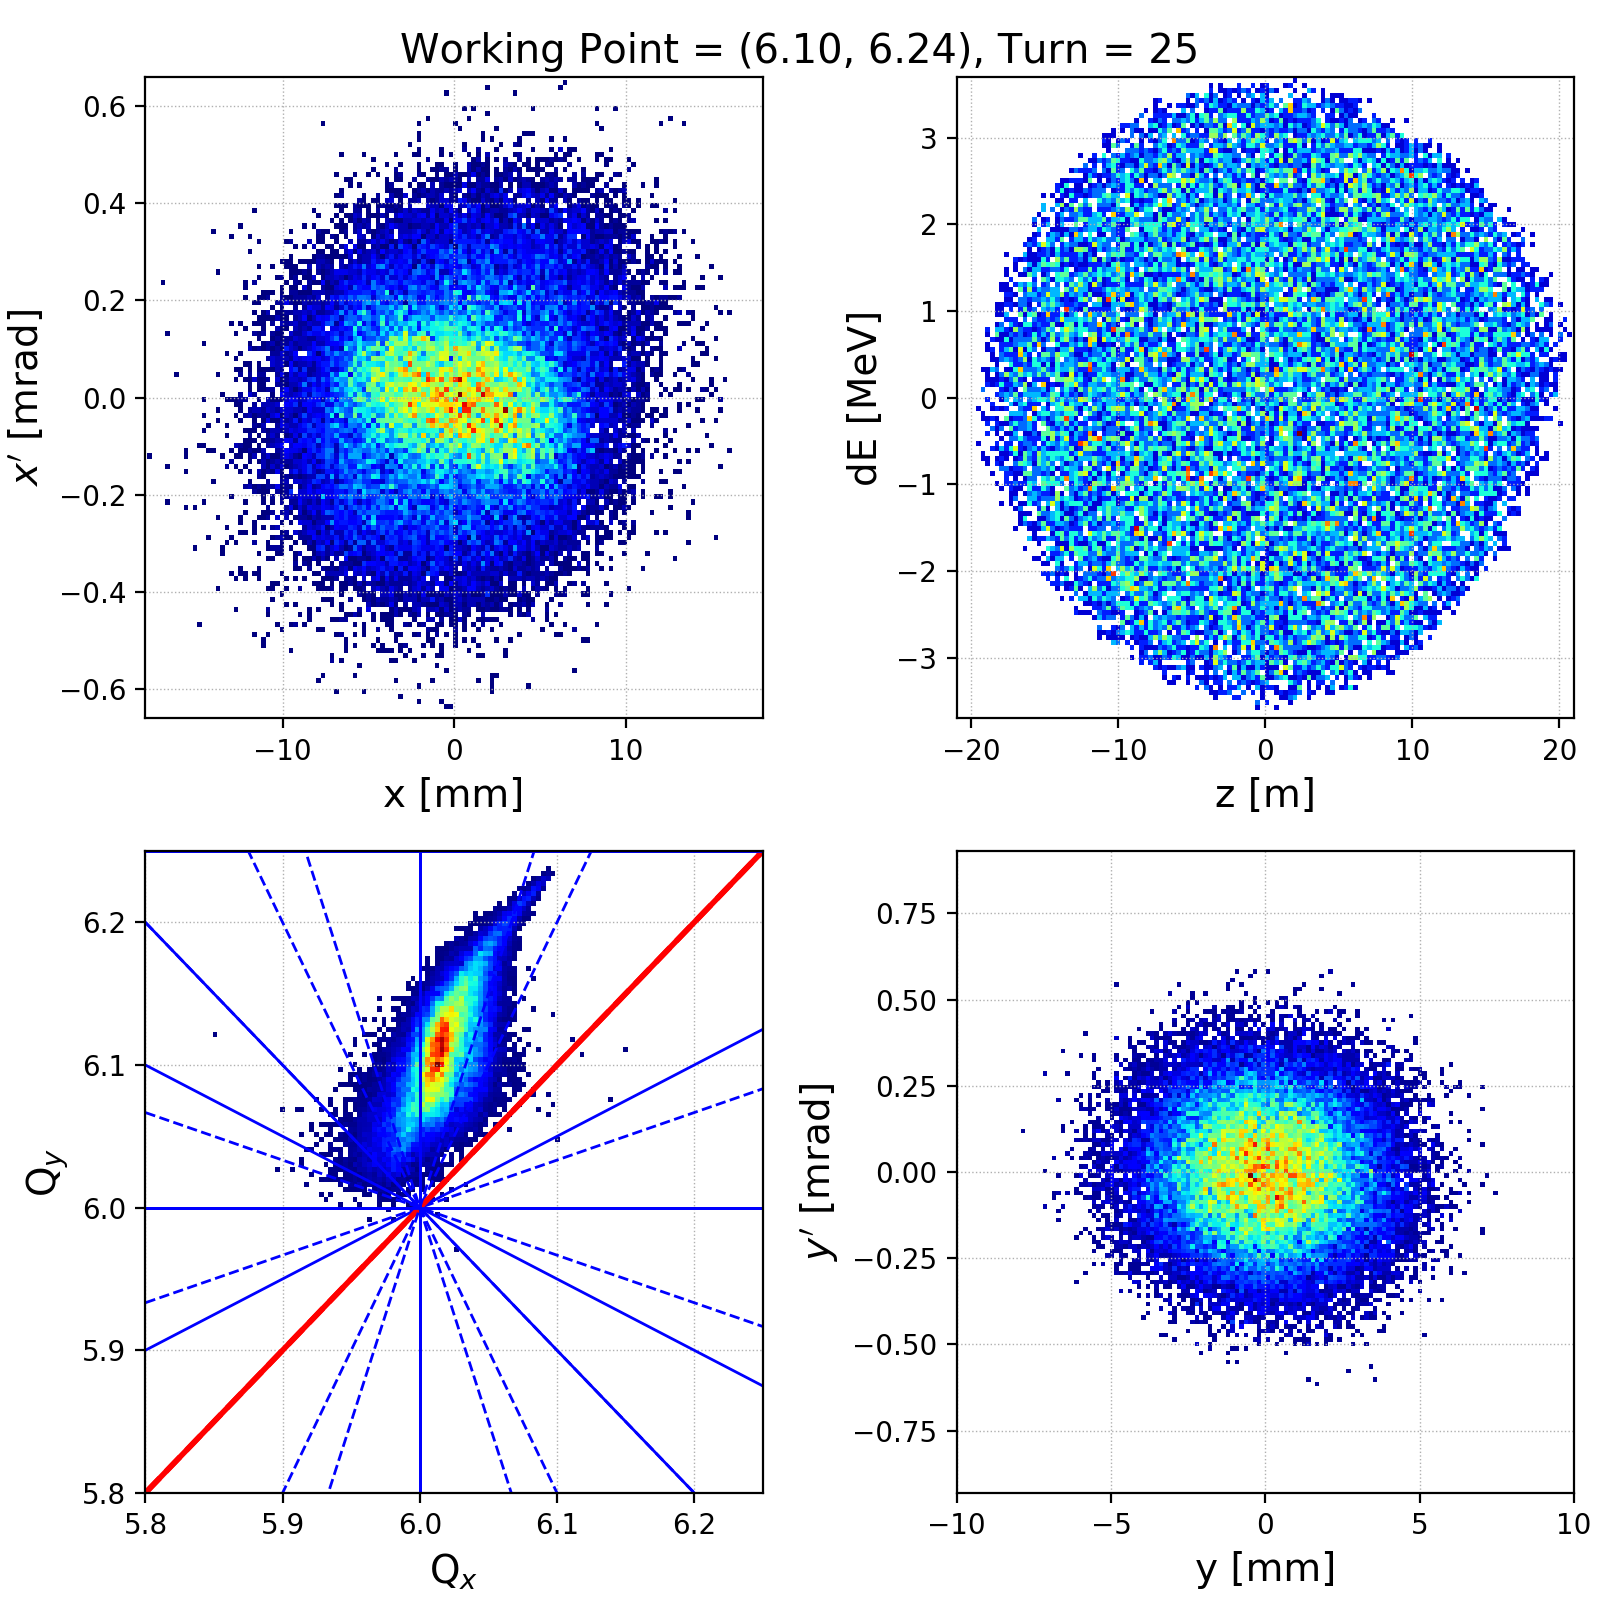 Working Point = (6.10, 6.24), Turn = 25
0.6
0.4
0.2
0.0
−0.2
−0.4
−0.6
x′ [mrad]
−10 0 10
x [mm]
3
2
1
0
−1
−2
−3
dE [MeV]
−20 −10 0 10 20
z [m]
6.2
6.1
6.0
5.9
5.8
Qy
5.8 5.9 6.0 6.1 6.2
Qx
0.75
0.50
0.25
0.00
−0.25
−0.50
−0.75
y′ [mrad]
−10 −5 0 5 10
y [mm]